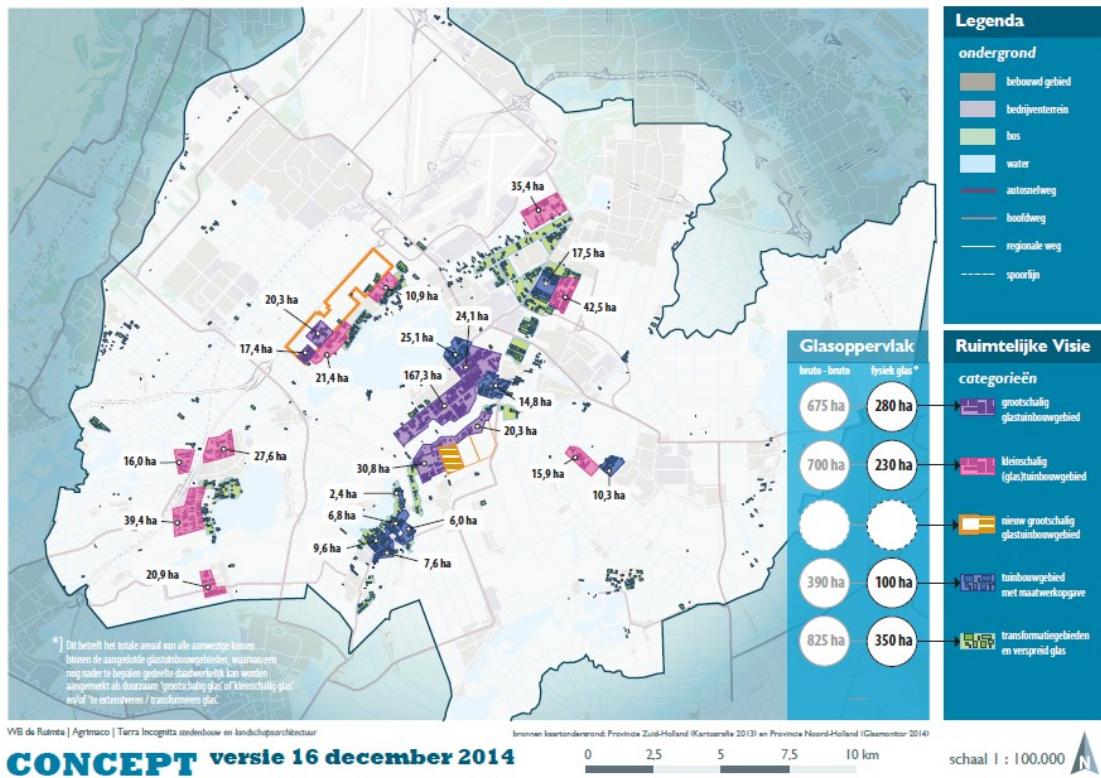 35,4 ha
17,5 ha
42,5 ha
20,3 ha
10,9 ha
24,1 ha
25,1 ha
17,4 ha
21,4 ha
167,3 ha
14,8 ha
20,3 ha
16,0 ha
27,6 ha
30,8 ha
15,9 ha
10,3 ha
2,4 ha
6,8 ha
6,0 ha
39,4 ha
9,6 ha
7,6 ha
20,9 ha
*] Dit betreft het totale areaal van alle aanwezige kassen
binnen de aangeduide glastuinbouwgebieden, waarvan een
nog nader te bepalen gedeelte daadwerkelijk kan worden
aangemerkt als duurzaam 'grootschalig glas' of 'kleinschalig glas'
en/of 'te extensiveren / transformeren glas'.
Legenda
ondergrond
bebouwd gebied
bedrijventerrein
bos
water
autosnelweg
hoofdweg
regionale weg
spoorlijn
Glasoppervlak
bruto - bruto fysiek glas*
675 ha 280 ha
700 ha 230 ha
390 ha 100 ha
825 ha 350 ha
Ruimtelijke Visie
categorieën
grootschalig
glastuinbouwgebied
kleinschalig
(glas)tuinbouwgebied
nieuw grootschalig
glastuinbouwgebied
tuinbouwgebied
met maatwerkopgave
transformatiegebieden
en verspreid glas
WB de Ruimte | Agrimaco | Terra Incognita stedenbouw en landschapsarchitectuur
bronnen kaartondergrond: Provincie Zuid-Holland (Kartografie 2013) en Provincie Noord-Holland (Glasmonitor 2014)
CONCEPT versie 16 december 2014
0 2,5 5 7,5 10 km
schaal 1 : 100.000
N